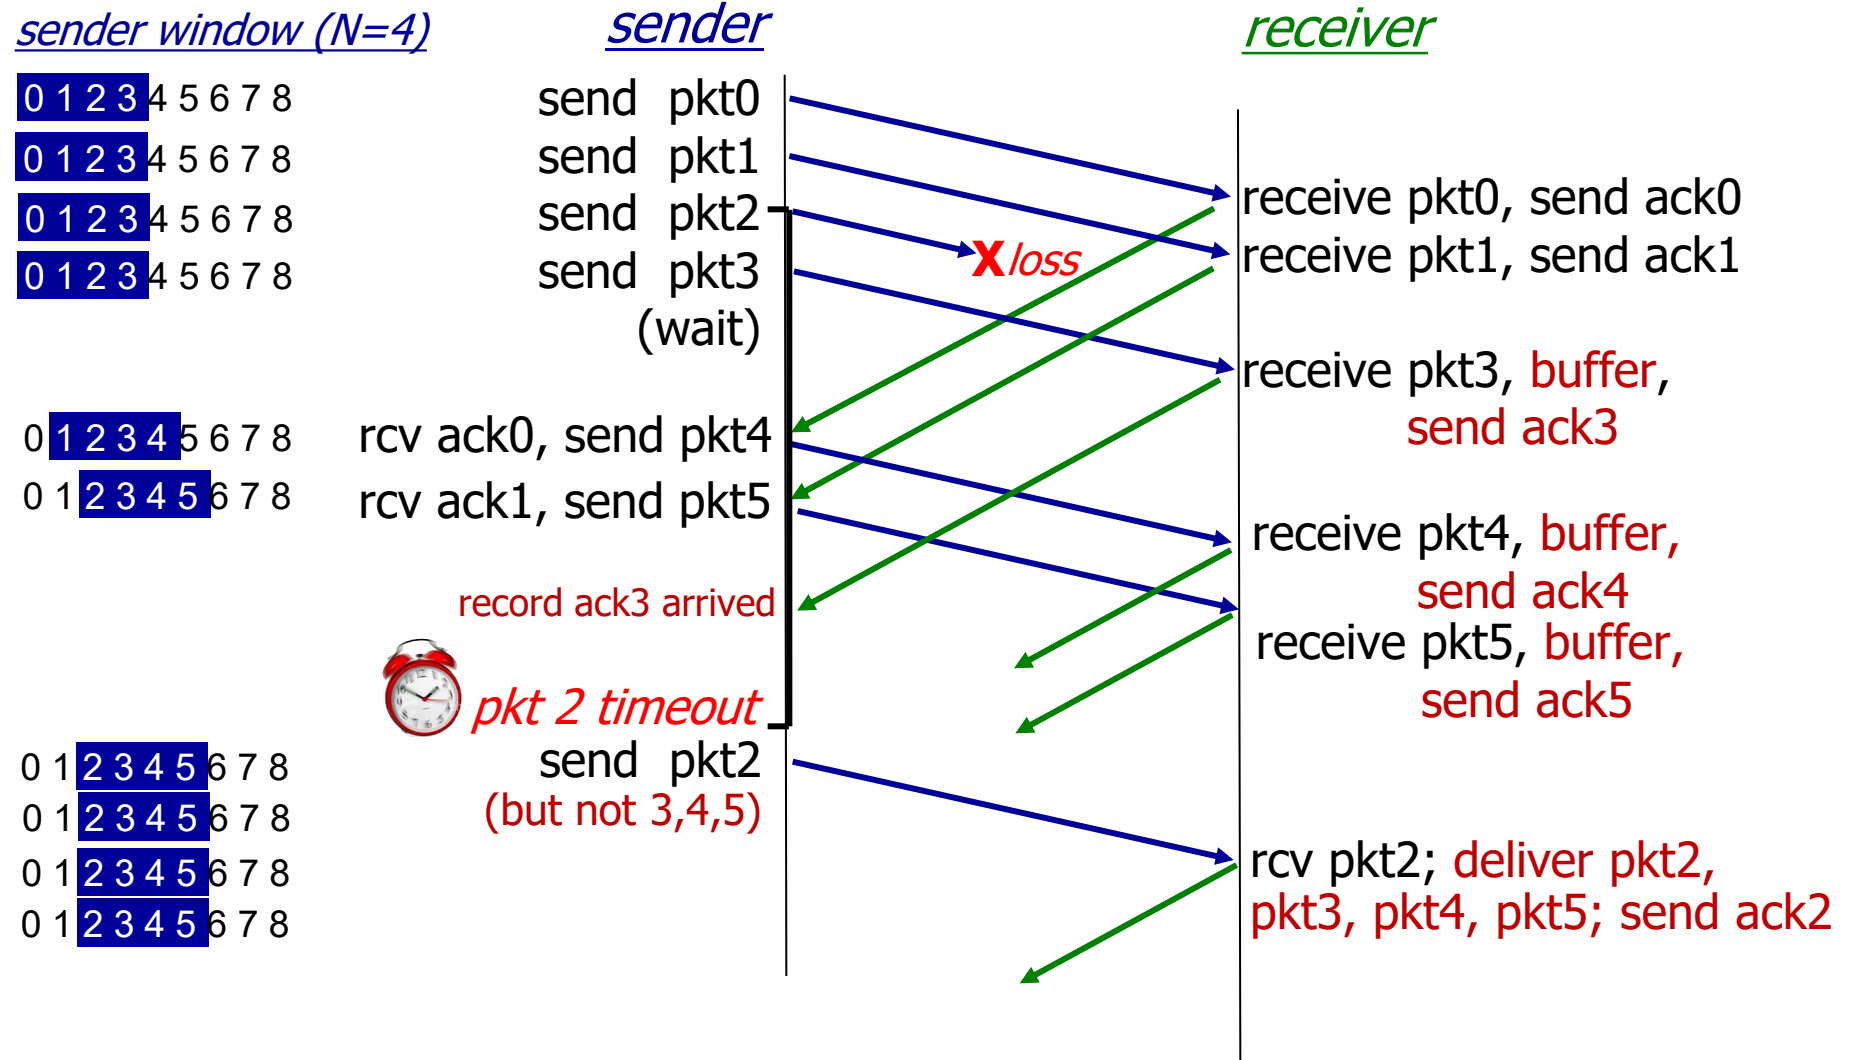 sender window (N=4) sender receiver
0 1 2 3 4 5 6 7 8 send pkt0
0 1 2 3 4 5 6 7 8 send pkt1
receive pkt0, send ack0
0 1 2 3 4 5 6 7 8 send pkt2
X loss
receive pkt1, send ack1
0 1 2 3 4 5 6 7 8 send pkt3
(wait)
receive pkt3, buffer,
send ack3
0 1 2 3 4 5 6 7 8 rcv ack0, send pkt4
0 1 2 3 4 5 6 7 8 rcv ack1, send pkt5
receive pkt4, buffer,
send ack4
record ack3 arrived
receive pkt5, buffer,
send ack5
pkt 2 timeout
0 1 2 3 4 5 6 7 8 send pkt2
0 1 2 3 4 5 6 7 8 (but not 3,4,5)
0 1 2 3 4 5 6 7 8
rcv pkt2; deliver pkt2,
pkt3, pkt4, pkt5; send ack2
0 1 2 3 4 5 6 7 8